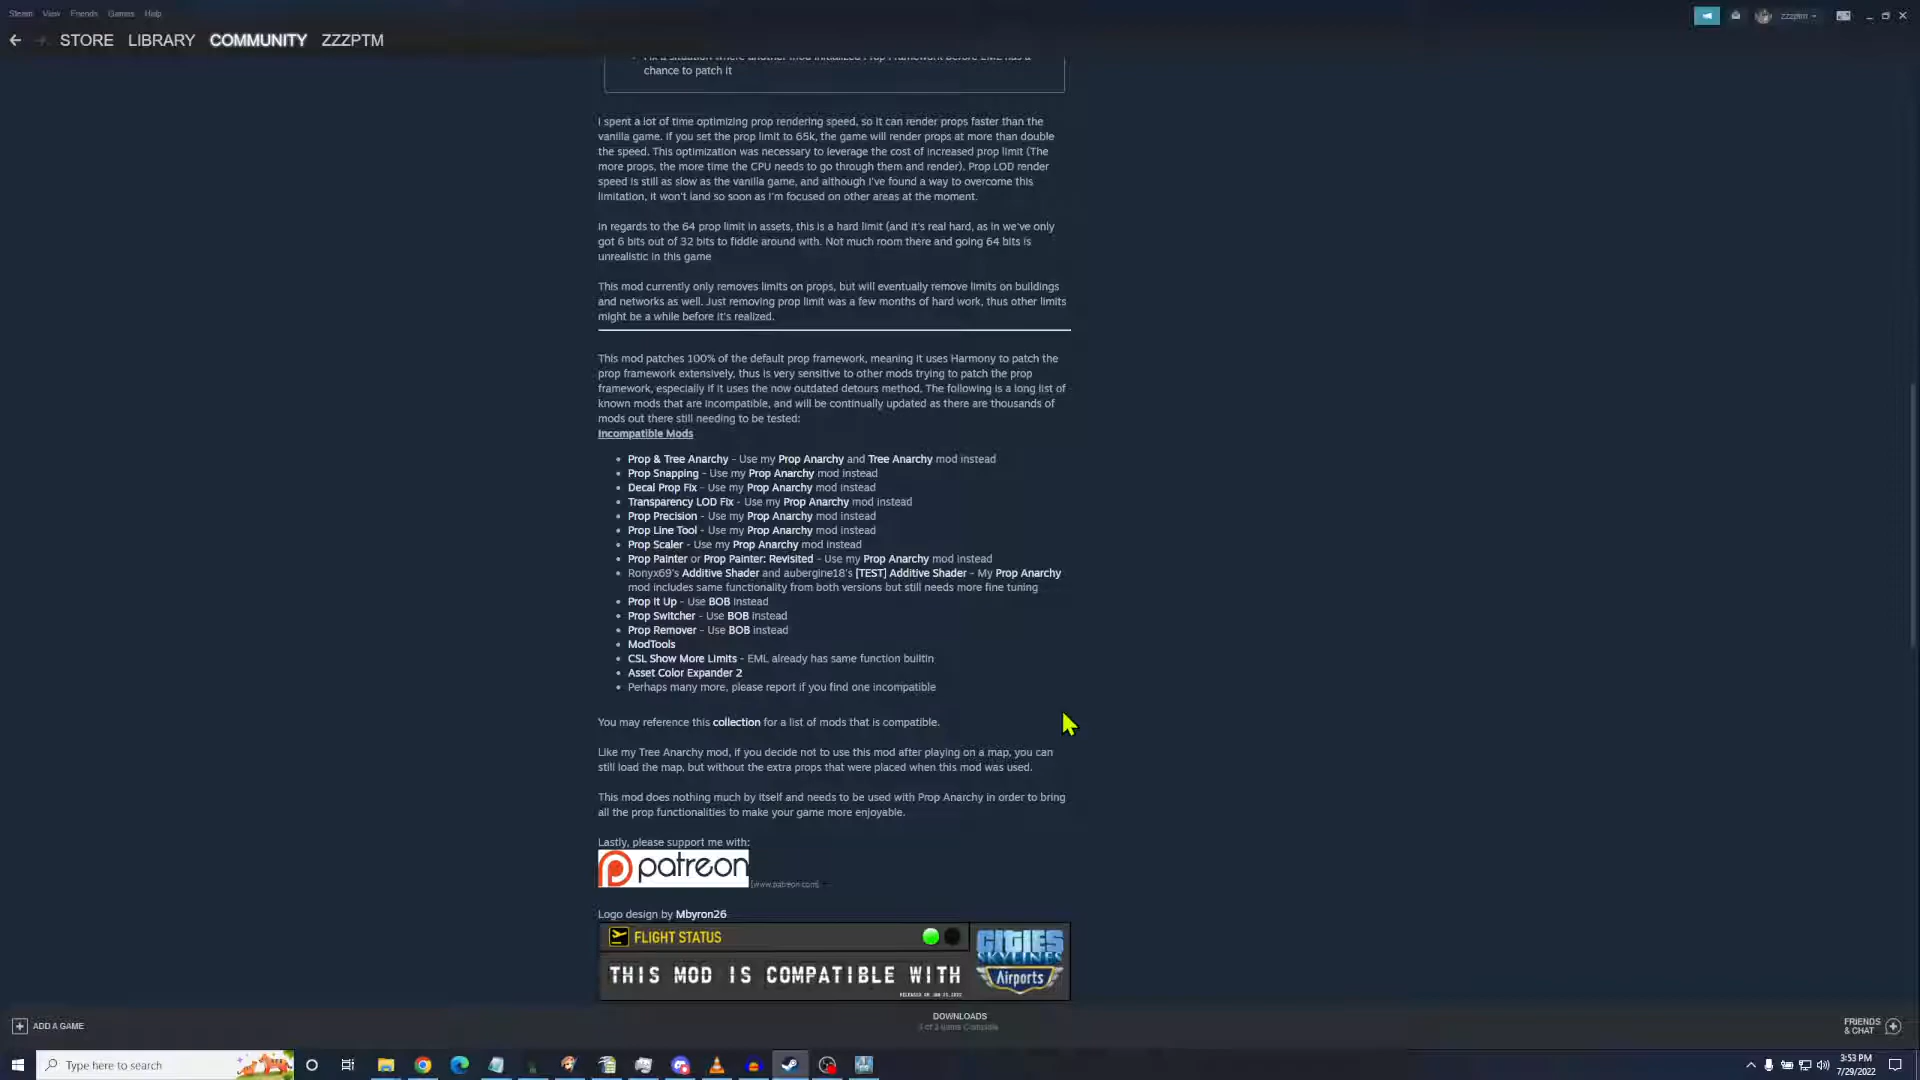 Steam View Friends Games Help
zzzptm
STORE LIBRARY COMMUNITY ZZZPTM
chance to patch it
I spent a lot of time optimizing prop rendering speed, so it can render props faster than the
vanilla game. If you set the prop limit to 65k, the game will render props at more than double
the speed. This optimization was necessary to leverage the cost of increased prop limit (The
more props, the more time the CPU needs to go through them and render). Prop LOD render
speed is still as slow as the vanilla game, and although I've found a way to overcome this
limitation, it won't land so soon as I'm focused on other areas at the moment.
In regards to the 64 prop limit in assets, this is a hard limit (and it's real hard, as in we've only
got 6 bits out of 32 bits to fiddle around with. Not much room there and going 64 bits is
unrealistic in this game
This mod currently only removes limits on props, but will eventually remove limits on buildings
and networks as well. Just removing prop limit was a few months of hard work, thus other limits
might be a while before it's realized.
This mod patches 100% of the default prop framework, meaning it uses Harmony to patch the
prop framework extensively, thus is very sensitive to other mods trying to patch the prop
framework, especially if it uses the now outdated detours method. The following is a long list of
known mods that are incompatible, and will be continually updated as there are thousands of
mods out there still needing to be tested:
Incompatible Mods
• Prop & Tree Anarchy - Use my Prop Anarchy and Tree Anarchy mod instead
• Prop Snapping - Use my Prop Anarchy mod instead
• Decal Prop Fix - Use my Prop Anarchy mod instead
• Transparency LOD Fix - Use my Prop Anarchy mod instead
• Prop Precision - Use my Prop Anarchy mod instead
• Prop Line Tool - Use my Prop Anarchy mod instead
• Prop Scaler - Use my Prop Anarchy mod instead
• Prop Painter or Prop Painter: Revisited - Use my Prop Anarchy mod instead
• Ronyx69's Additive Shader and aubergine18's [TEST] Additive Shader - My Prop Anarchy
mod includes same functionality from both versions but still needs more fine tuning
• Prop It Up - Use BOB instead
• Prop Switcher - Use BOB instead
• Prop Remover - Use BOB instead
• ModTools
• CSL Show More Limits - EML already has same function builtin
• Asset Color Expander 2
• Perhaps many more, please report if you find one incompatible
You may reference this collection for a list of mods that is compatible.
Like my Tree Anarchy mod, if you decide not to use this mod after playing on a map, you can
still load the map, but without the extra props that were placed when this mod was used.
This mod does nothing much by itself and needs to be used with Prop Anarchy in order to bring
all the prop functionalities to make your game more enjoyable.
Lastly, please support me with:
patreon
[www.patreon.com]
Logo design by Mbyron26
FLIGHT STATUS
THIS MOD IS COMPATIBLE WITH
CITIES
SKYLINES
Airports
ADD A GAME
DOWNLOADS
FRIENDS
& CHAT
Type here to search
3:53 PM
7/29/2022